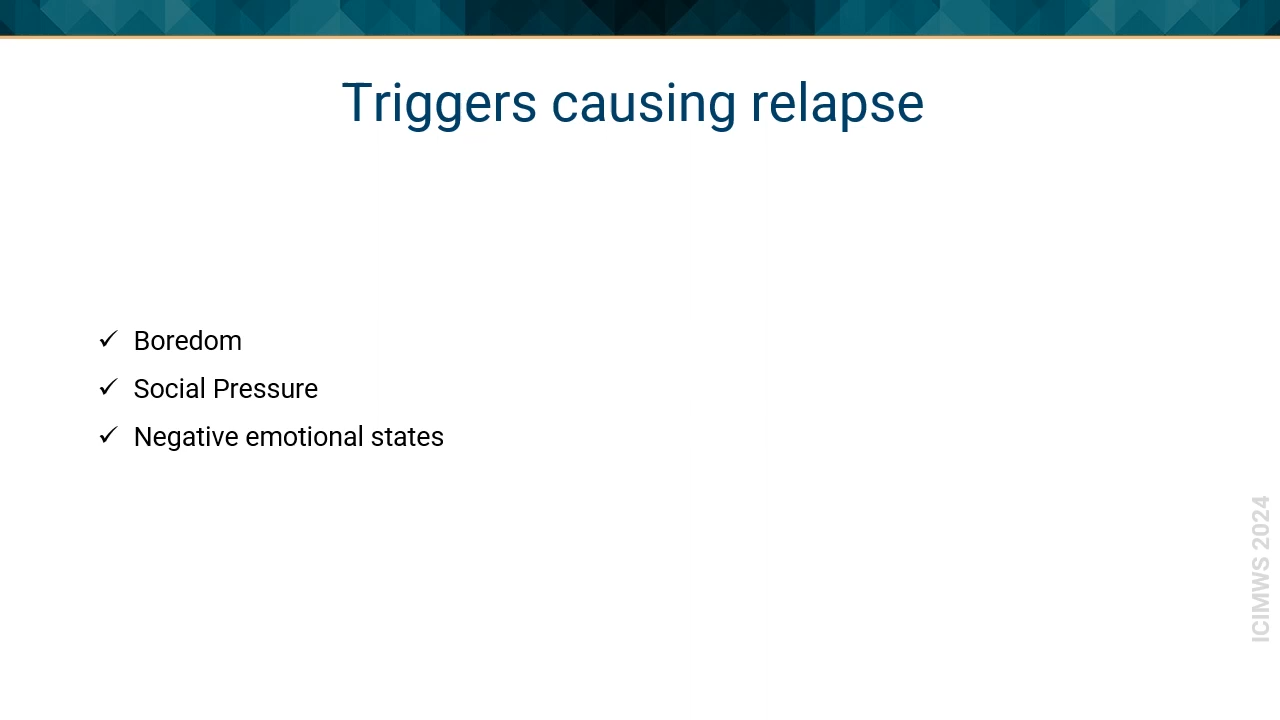 Triggers causing relapse
✓ Boredom
✓ Social Pressure
✓ Negative emotional states
ICIMWS 2024